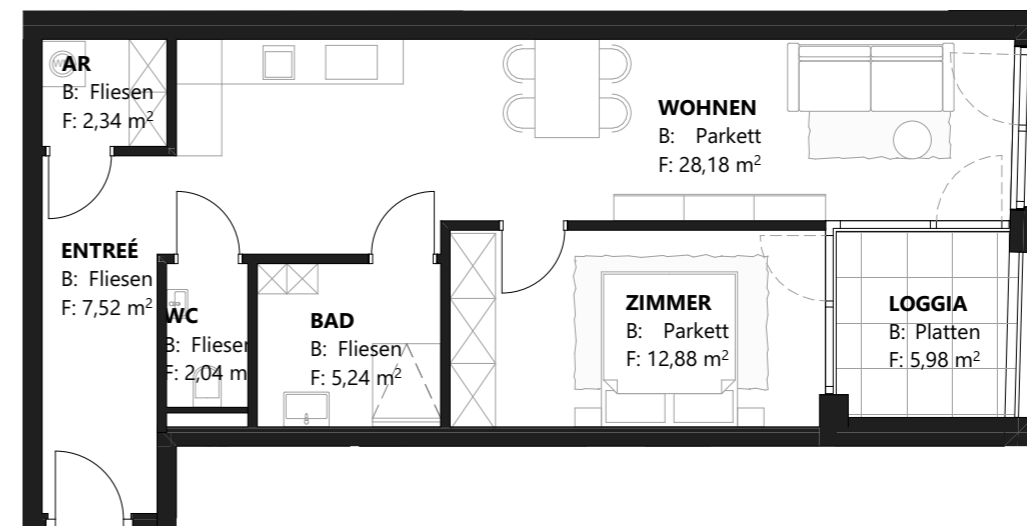 AR
B: Fliesen
F: 2,34 m²
WOHNEN
B: Parkett
F: 28,18 m²
ENTREÉ
B: Fliesen
F: 7,52 m²
WC
B: Fliesen
F: 2,04 m
BAD
B: Fliesen
F: 5,24 m²
ZIMMER
B: Parkett
F: 12,88 m²
LOGGIA
B: Platten
F: 5,98 m²